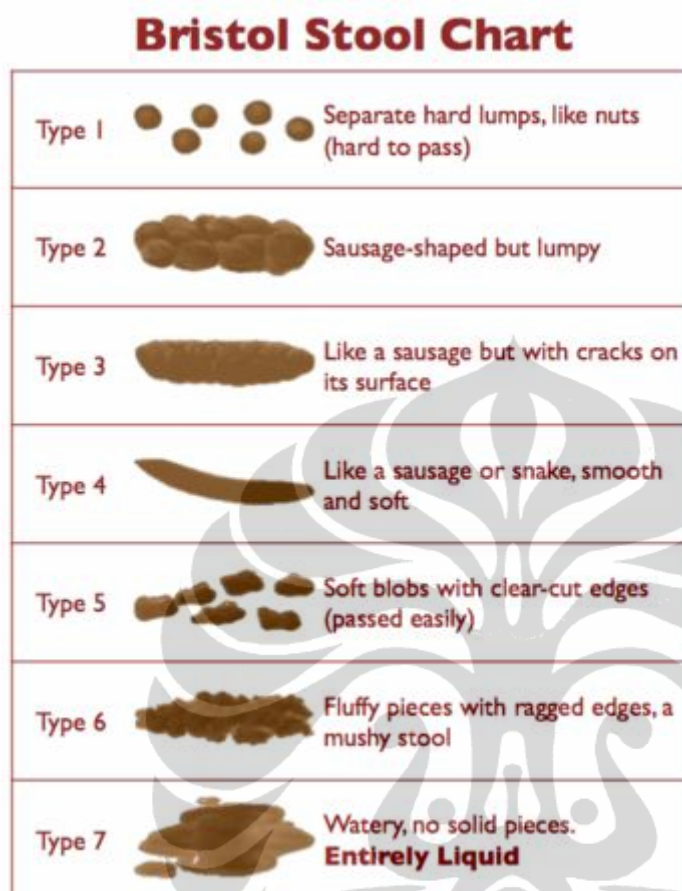 Bristol Stool Chart
Type 1
Separate hard lumps, like nuts
(hard to pass)
Type 2
Sausage-shaped but lumpy
Type 3
Like a sausage but with cracks on
its surface
Type 4
Like a sausage or snake, smooth
and soft
Type 5
Soft blobs with clear-cut edges
(passed easily)
Type 6
Fluffy pieces with ragged edges, a
mushy stool
Type 7
Watery, no solid pieces.
Entirely Liquid